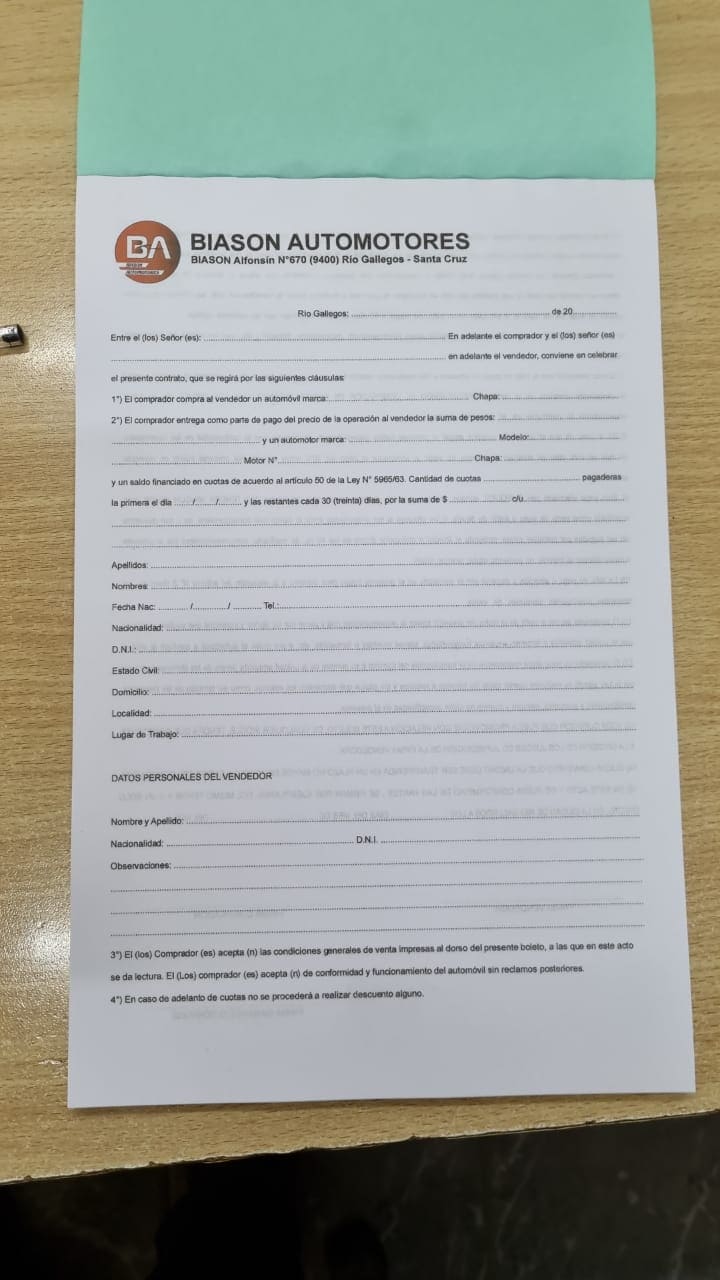 BA
BIASON AUTOMOTORES
BIASON Alfonsín N°670 (9400) Río Gallegos - Santa Cruz
Río Gallegos: ........ de 20........
Entre el (los) Señor (es): ........ En adelante el comprador y el (los) señor (es)
........ en adelante el vendedor, conviene en celebrar
el presente contrato, que se regirá por las siguientes cláusulas:
1°) El comprador compra al vendedor un automóvil marca: ........ Chapa: ........
2°) El comprador entrega como parte de pago del precio de la operación al vendedor la suma de pesos: ........
........ y un automotor marca: ........ Modelo: ........
........ Motor N° ........ Chapa: ........
y un saldo financiado en cuotas de acuerdo al artículo 50 de la Ley N° 5965/63. Cantidad de cuotas ........ pagaderas
la primera el día ......./......./....... y las restantes cada 30 (treinta) días, por la suma de $ ........ c/u ........
Apellidos: ........
Nombres: ........
Fecha Nac: ......../......../........ Tel.: ........
Nacionalidad: ........
D.N.I.: ........
Estado Civil: ........
Domicilio: ........
Localidad: ........
Lugar de Trabajo: ........
DATOS PERSONALES DEL VENDEDOR
Nombre y Apellido: ........
Nacionalidad: ........ D.N.I. ........
Observaciones: ........
3°) El (los) Comprador (es) acepta (n) las condiciones generales de venta impresas al dorso del presente boleto, a las que en este acto
se da lectura. El (Los) comprador (es) acepta (n) de conformidad y funcionamiento del automóvil sin reclamos posteriores.
4°) En caso de adelanto de cuotas no se procederá a realizar descuento alguno.